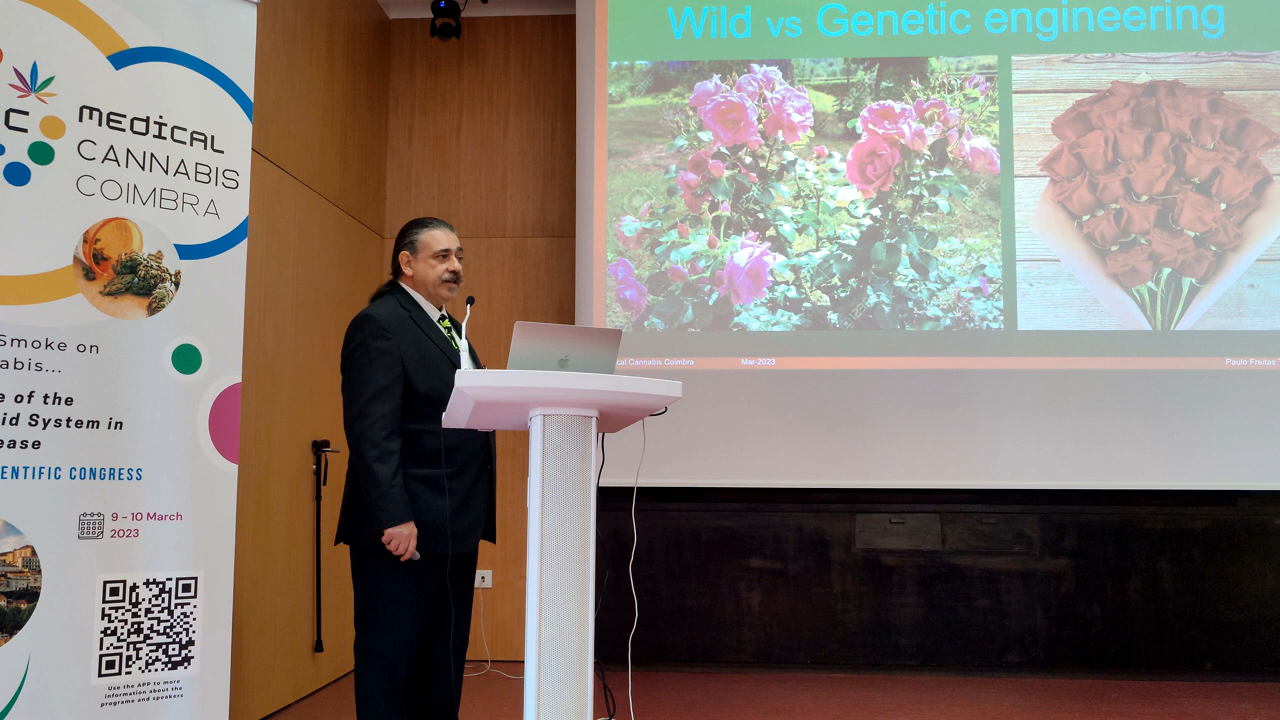 C
MEDICAL
CANNABIS
COIMBRA
Smoke on
abis...
e of the
id System in
ease
ENTIFIC CONGRESS
9 - 10 March
2023
Use the APP to more
information about the
programe and speakers
Wild vs Genetic engineering
cal Cannabis Coimbra
Mar 2023
Paulo Freitas